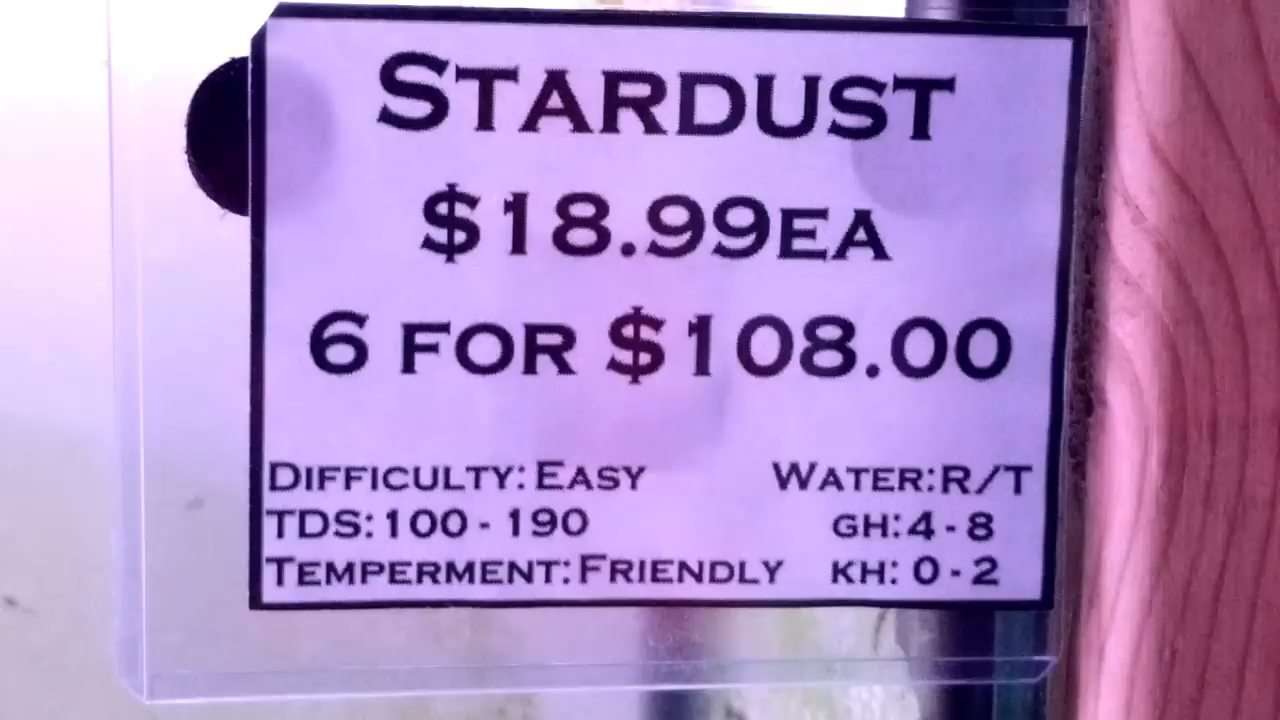 STARDUST
$18.99EA
6 FOR $108.00
DIFFICULTY: EASY WATER:R/T
TDS: 100 - 190 GH: 4 - 8
TEMPERMENT: FRIENDLY KH: 0 - 2